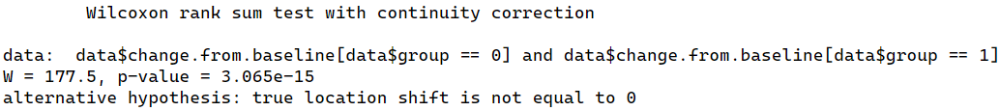 Wilcoxon rank sum test with continuity correction
data:  data$change.from.baseline[data$group == 0] and data$change.from.baseline[data$group == 1]
W = 177.5, p-value = 3.065e-15
alternative hypothesis: true location shift is not equal to 0